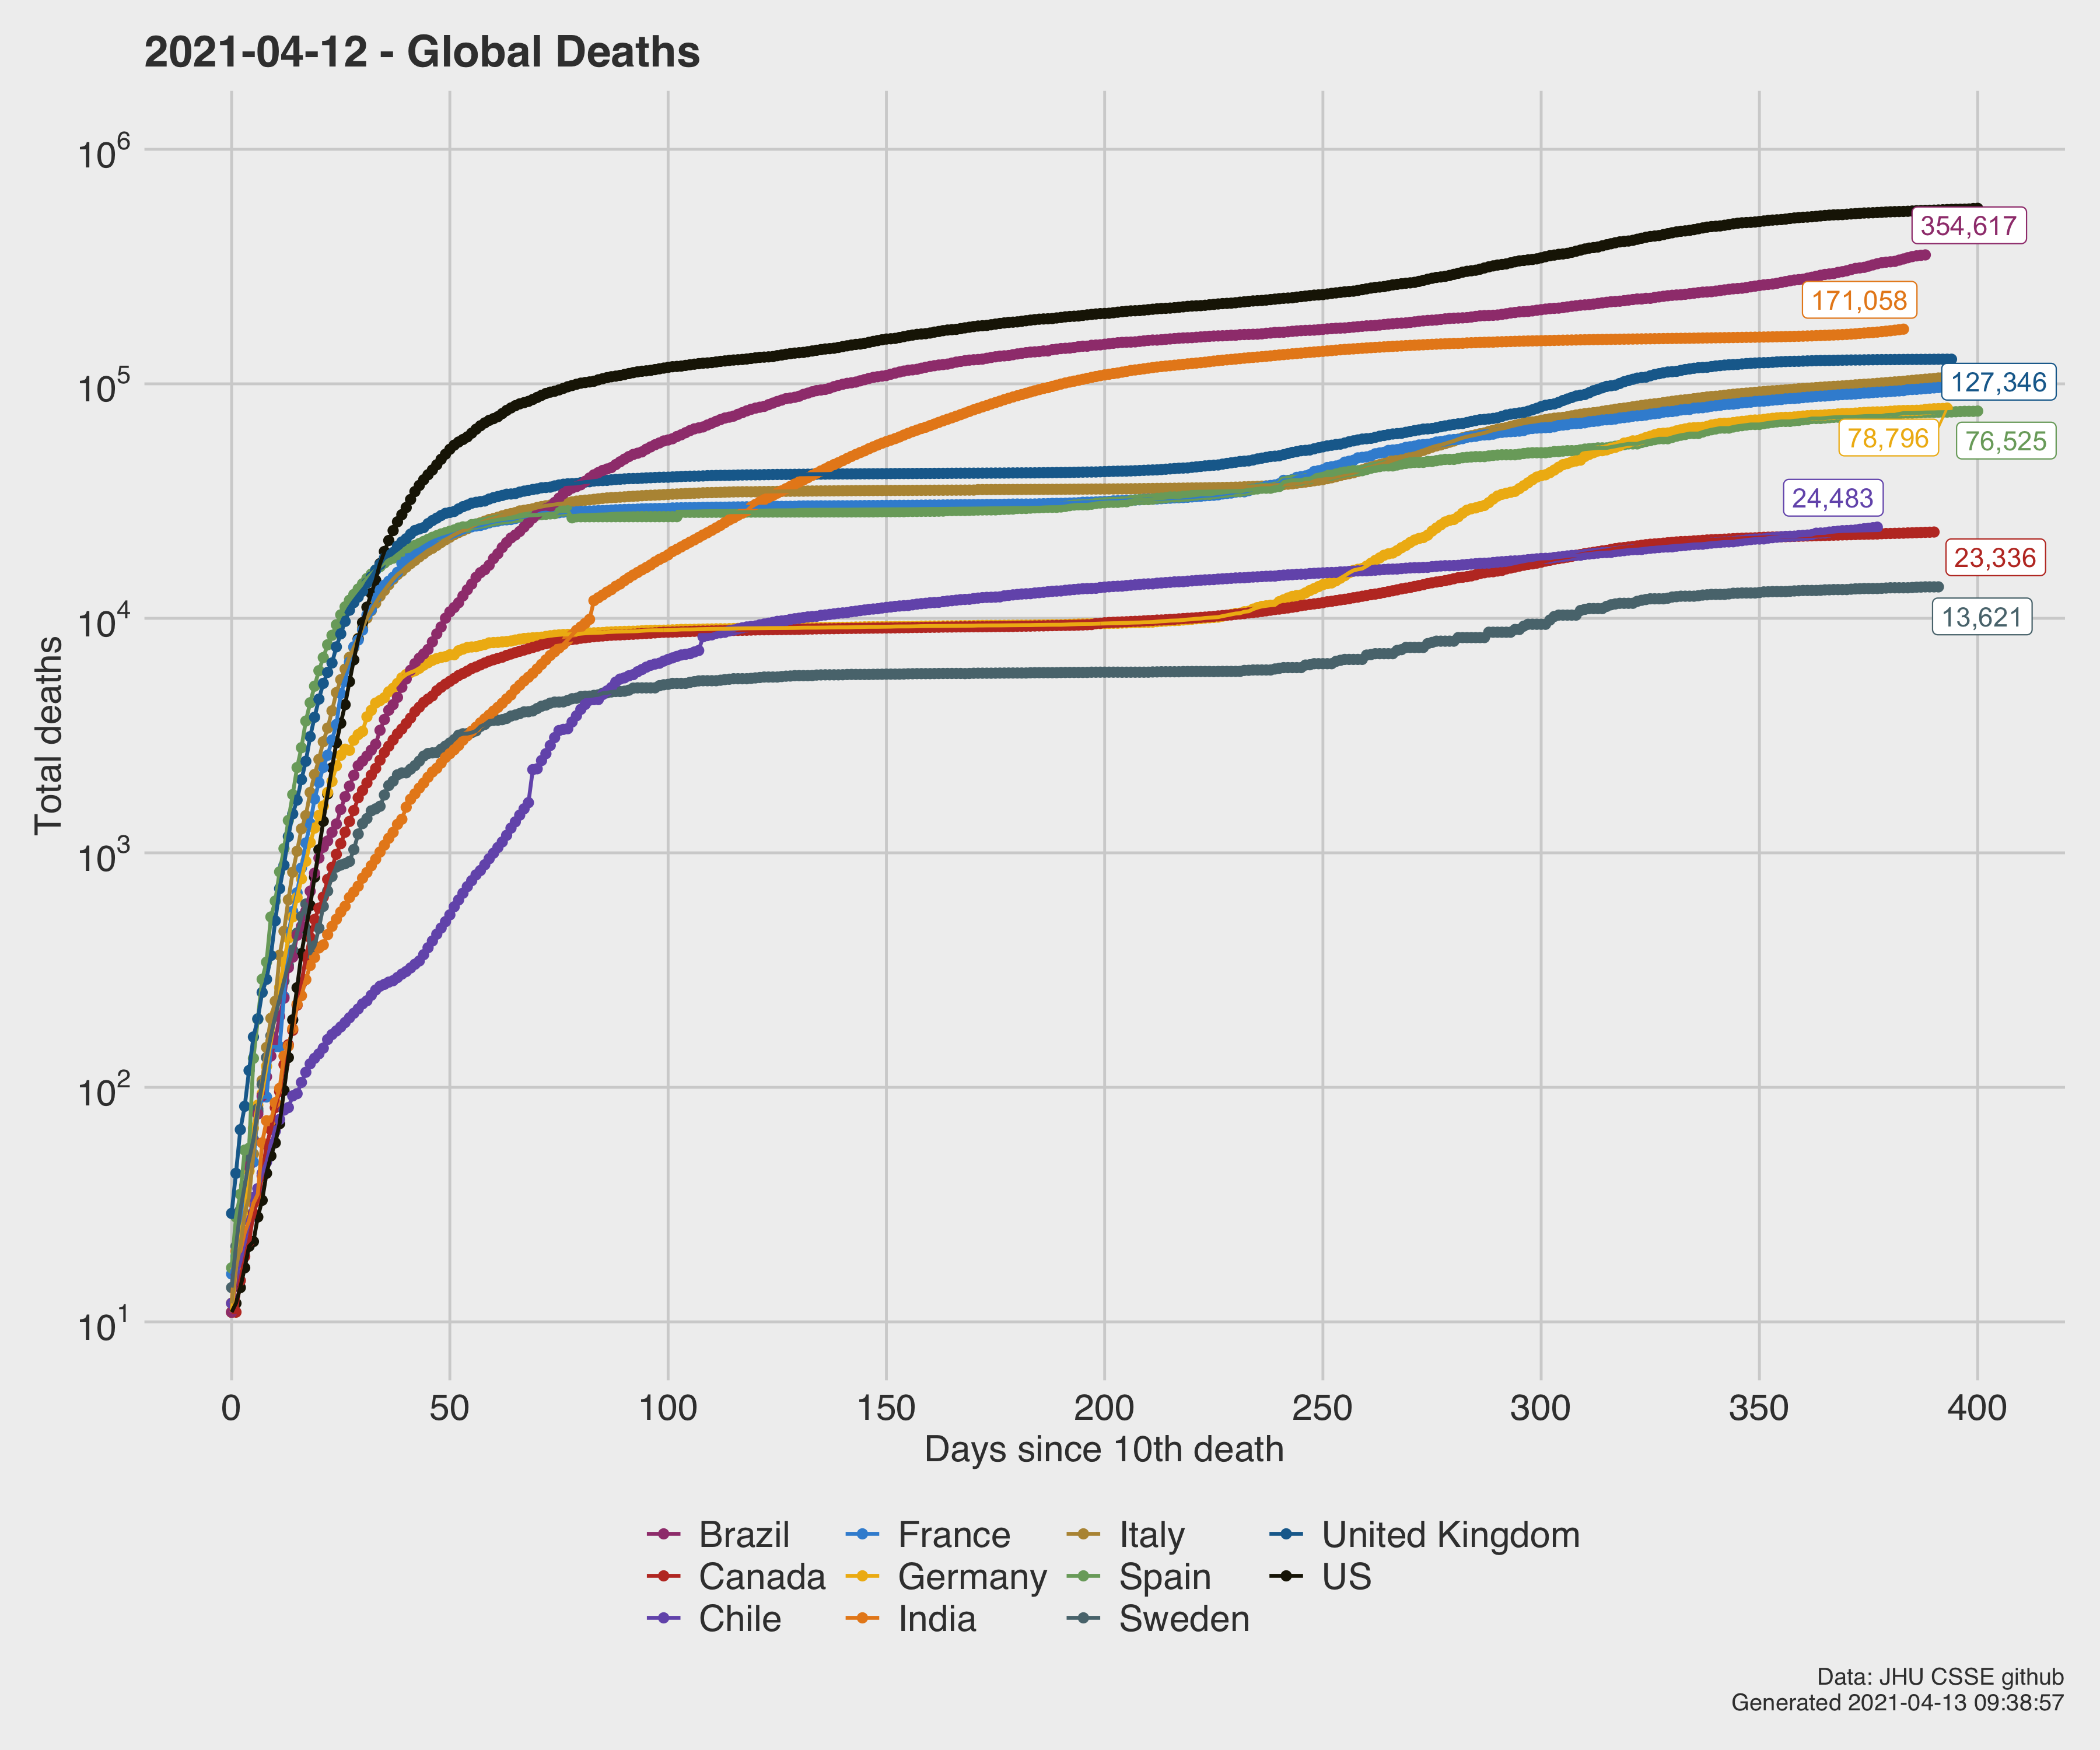 2021-04-12 - Global Deaths
10^6
10^5
10^4
10^3
10^2
10^1
Total deaths
354,617
171,058
127,346
78,796
76,525
24,483
23,336
13,621
0 50 100 150 200 250 300 350 400
Days since 10th death
Brazil France Italy United Kingdom
Canada Germany Spain US
Chile India Sweden
Data: JHU CSSE github
Generated 2021-04-13 09:38:57